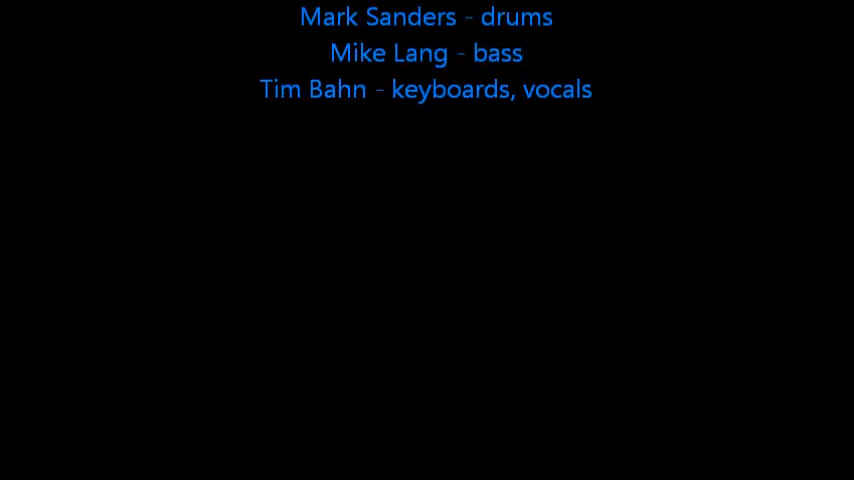 Mark Sanders - drums
Mike Lang - bass
Tim Bahn - keyboards, vocals